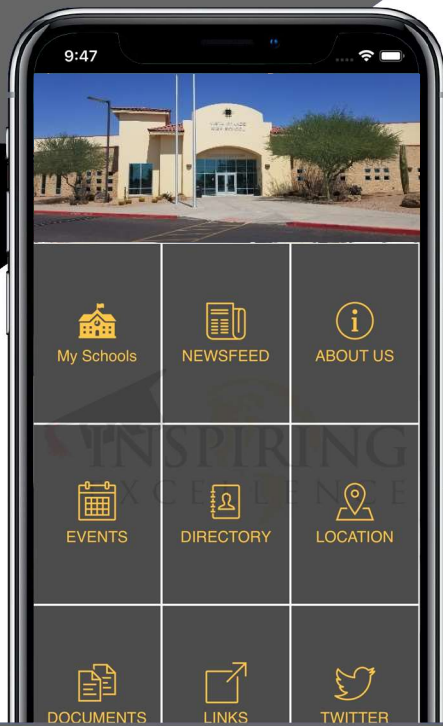 9:47
My Schools
NEWSFEED
ABOUT US
INSPIRING
EXCELLENCE
EVENTS
DIRECTORY
LOCATION
DOCUMENTS
LINKS
TWITTER